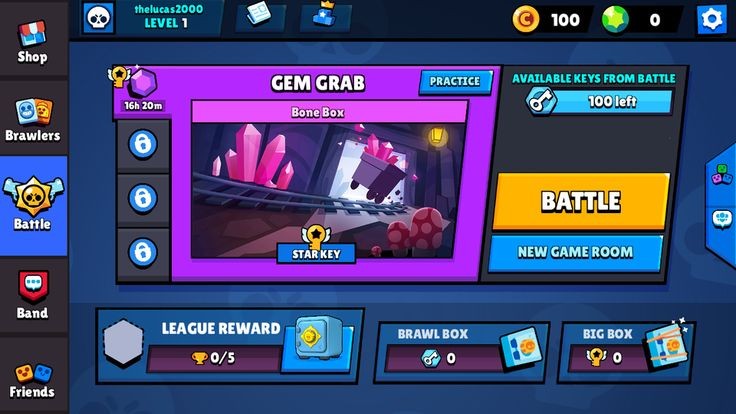 thelucas2000
LEVEL 1
100
0
Shop
Brawlers
Battle
Band
Friends
16h 20m
GEM GRAB
PRACTICE
Bone Box
STAR KEY
AVAILABLE KEYS FROM BATTLE
100 left
BATTLE
NEW GAME ROOM
LEAGUE REWARD
0/5
BRAWL BOX
0
BIG BOX
0